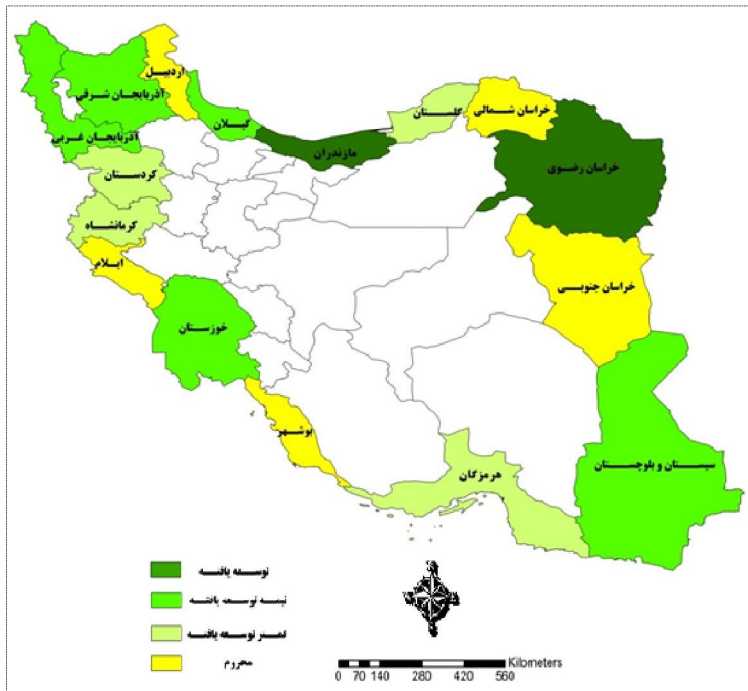 اردبیل
آذربایجان شرقی
گیلان
آذربایجان غربی
مازندران
گلستان
خراسان شمالی
خراسان رضوی
کردستان
کرمانشاه
ایلام
خراسان جنوبی
خوزستان
بوشهر
هرمزگان
سیستان و بلوچستان
توسعه یافته
نیمه توسعه یافته
کمتر توسعه یافته
محروم
Kilometers
0 70 140 280 420 560